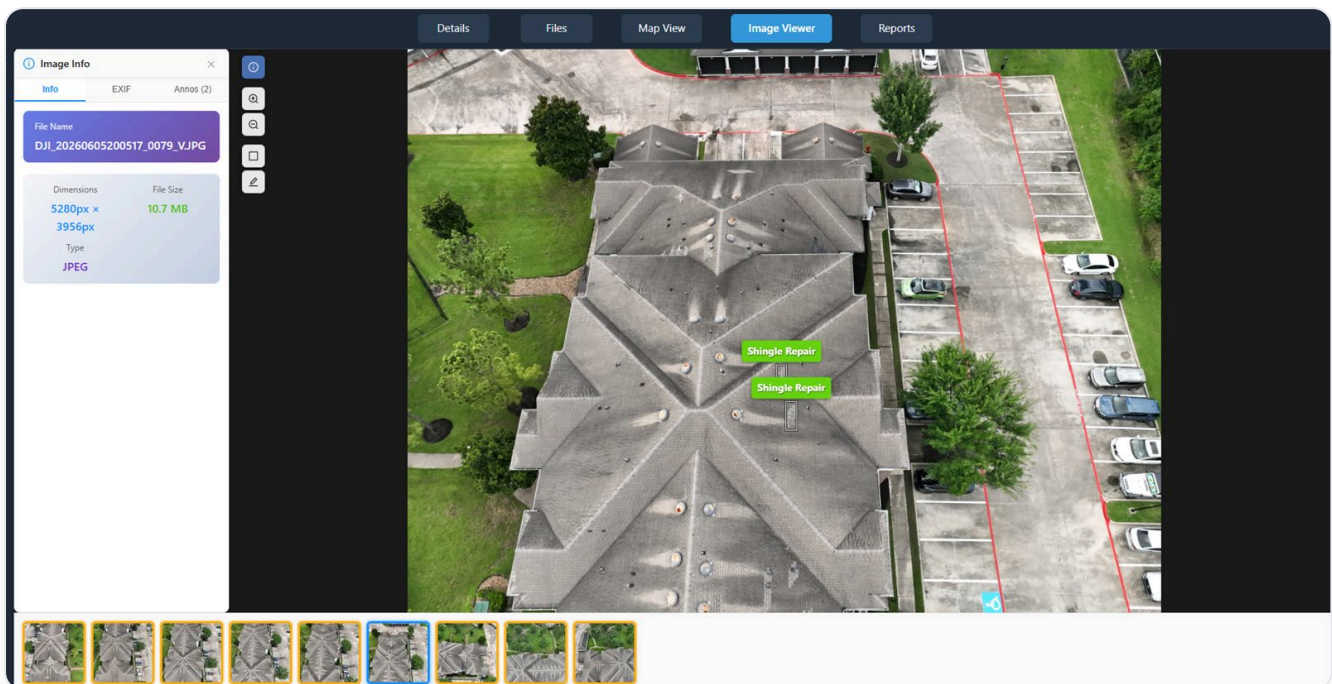 Details
Files
Map View
Image Viewer
Reports
Image Info
Info
EXIF
Annos (2)
File Name
DJI_20260605200517_0079_V.JPG
Dimensions
File Size
5280px ×
10.7 MB
3956px
Type
JPEG
Shingle Repair
Shingle Repair